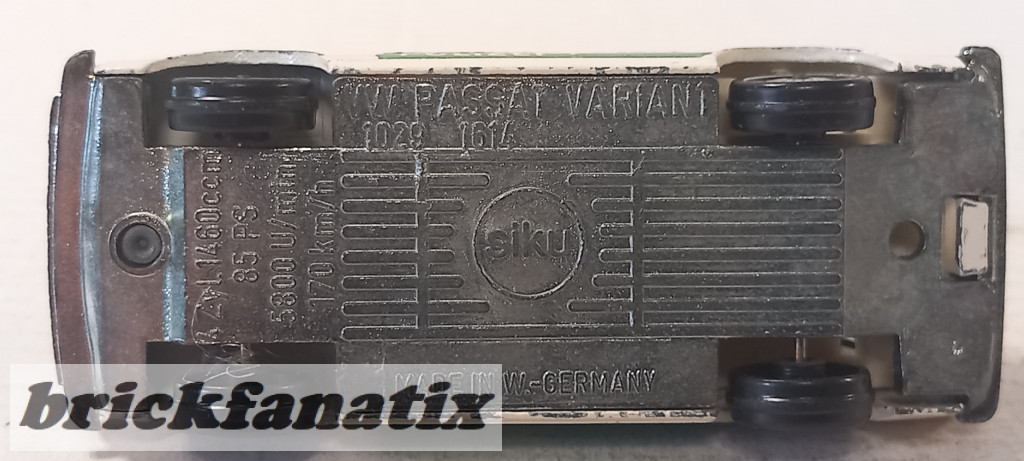 VW PASSAT VARIANT
1029 1614
4 Zyl. 1460ccm
85 PS
5800 U/min
170 km/h
siku
MADE IN W.-GERMANY
brickfanatix